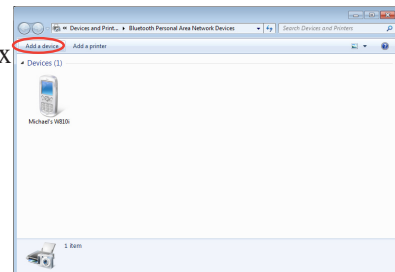 « Devices and Print... ▸ Bluetooth Personal Area Network Devices
Search Devices and Printers
x
Add a device
Add a printer
Devices (1)
Michael's W810i
1 item